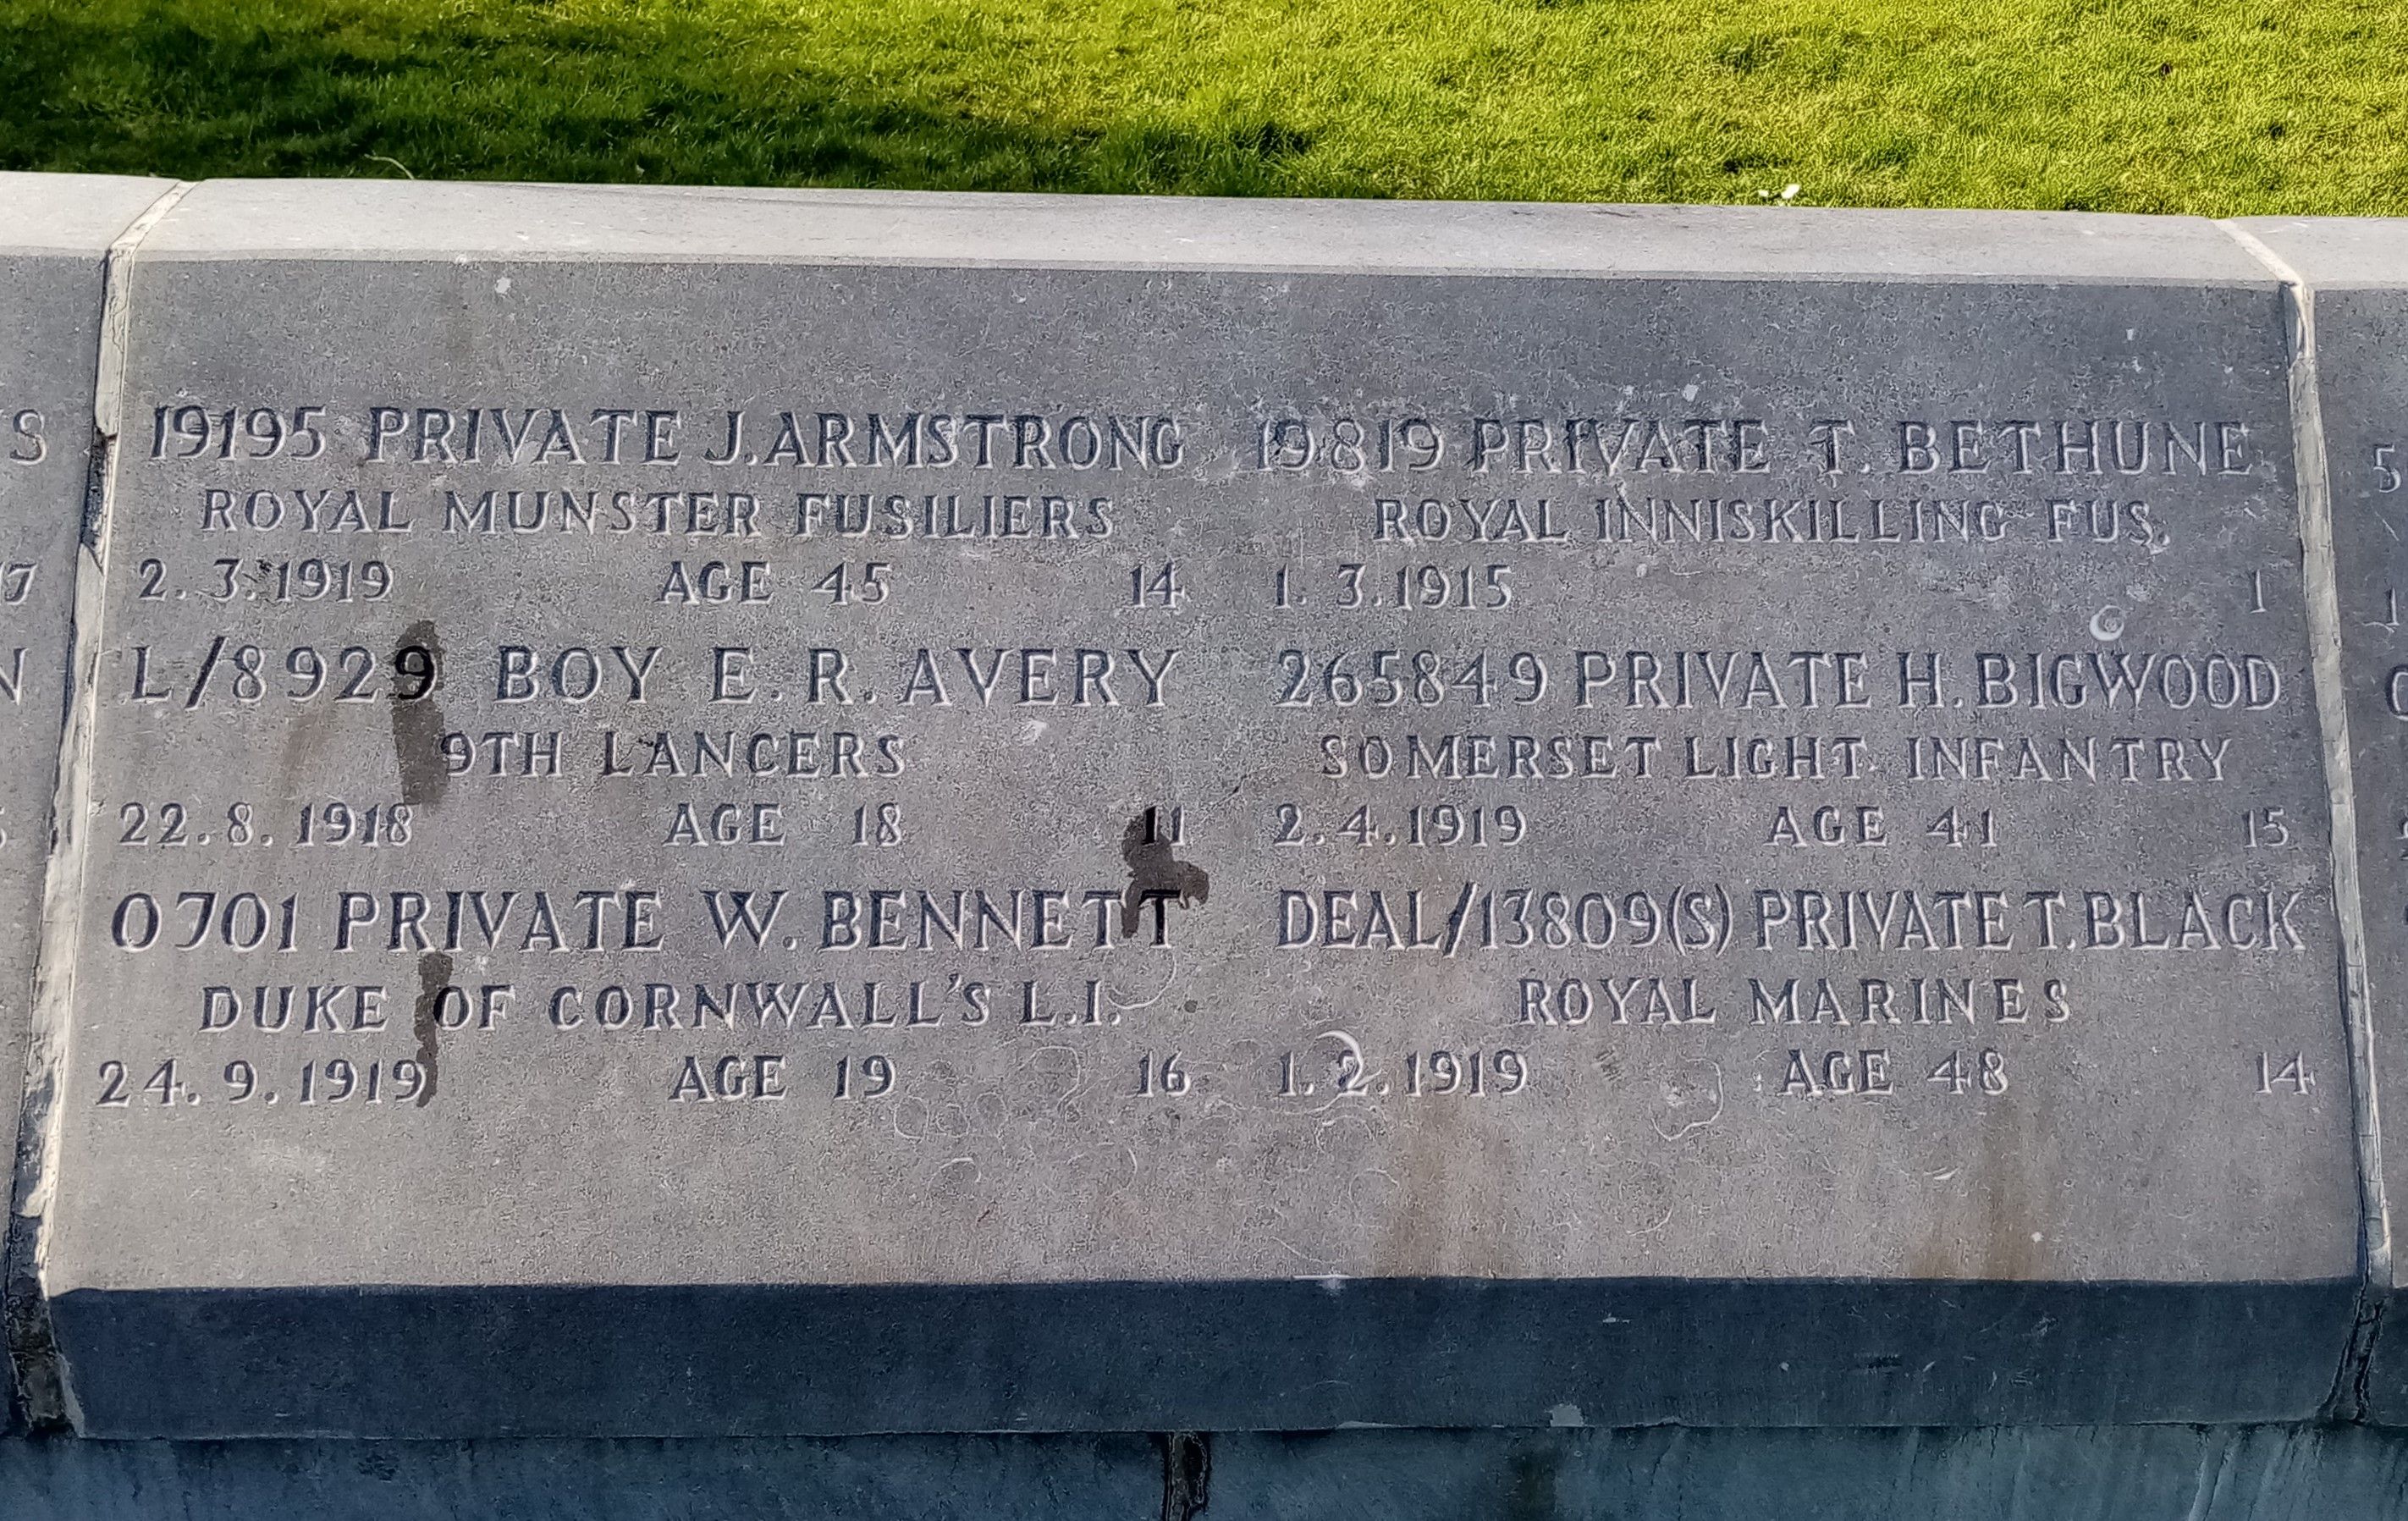 19195 PRIVATE J. ARMSTRONG
ROYAL MUNSTER FUSILIERS
2. 3. 1919 AGE 45 14
L/8929 BOY E. R. AVERY
9TH LANCERS
22. 8. 1918 AGE 18 11
0701 PRIVATE W. BENNETT
DUKE OF CORNWALL'S L.I.
24. 9. 1919 AGE 19 16
19819 PRIVATE T. BETHUNE
ROYAL INNISKILLING FUS.
1. 3. 1915 1
265849 PRIVATE H. BIGWOOD
SOMERSET LIGHT INFANTRY
2. 4. 1919 AGE 41 15
DEAL/13809(S) PRIVATE T. BLACK
ROYAL MARINES
1. 2. 1919 AGE 48 14